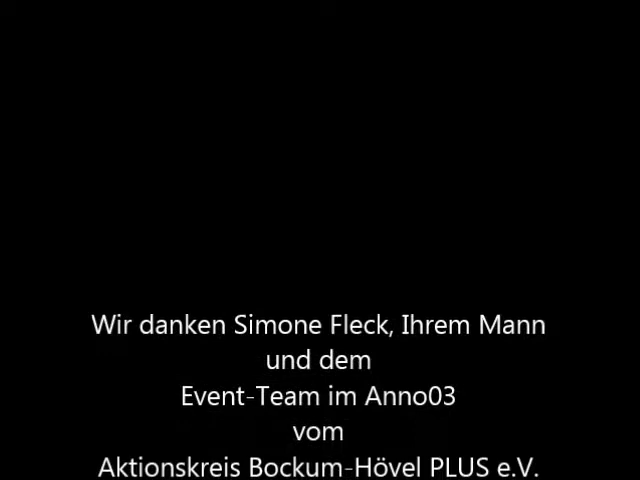 Wir danken Simone Fleck, Ihrem Mann
und dem
Event-Team im Anno03
vom
Aktionskreis Bockum-Hövel PLUS e.V.